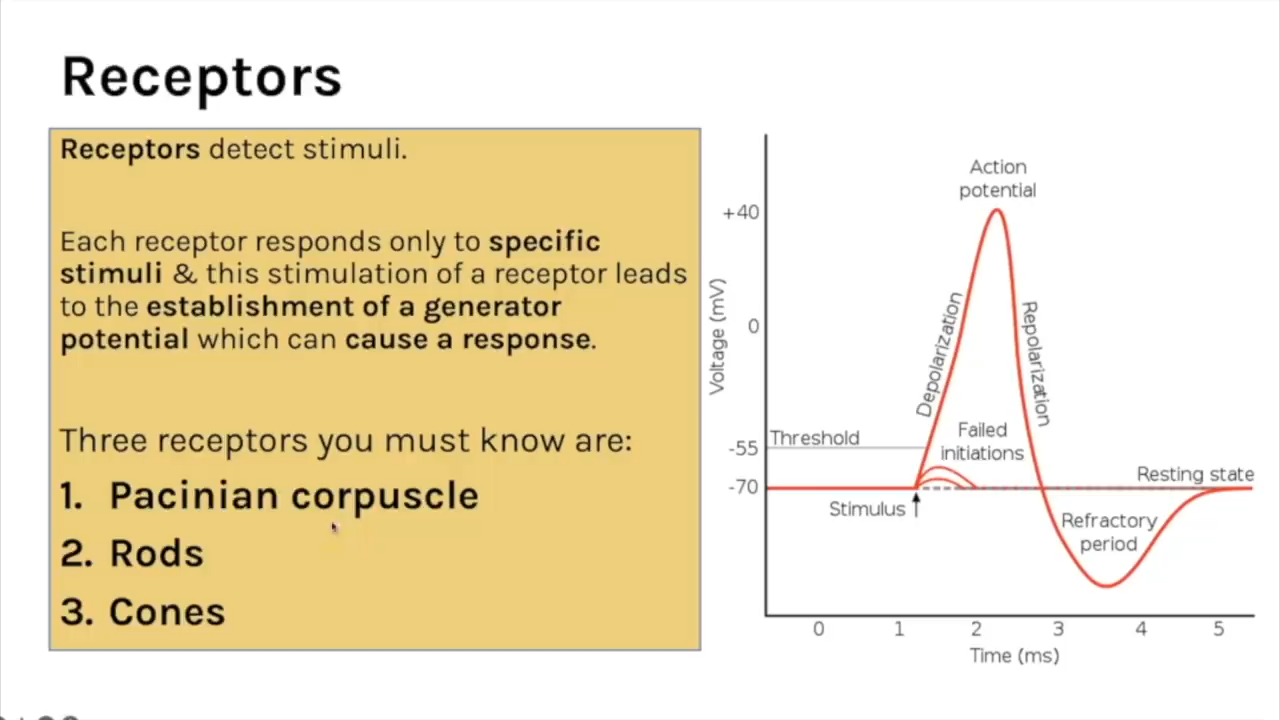 Receptors
Receptors detect stimuli.
Each receptor responds only to specific
stimuli & this stimulation of a receptor leads
to the establishment of a generator
potential which can cause a response.
Three receptors you must know are:
1. Pacinian corpuscle
2. Rods
3. Cones
Action
potential
+40
Voltage (mV)
0
Depolarization
Repolarization
Threshold
-55
Failed
initiations
-70
Resting state
Stimulus
Refractory
period
0 1 2 3 4 5
Time (ms)